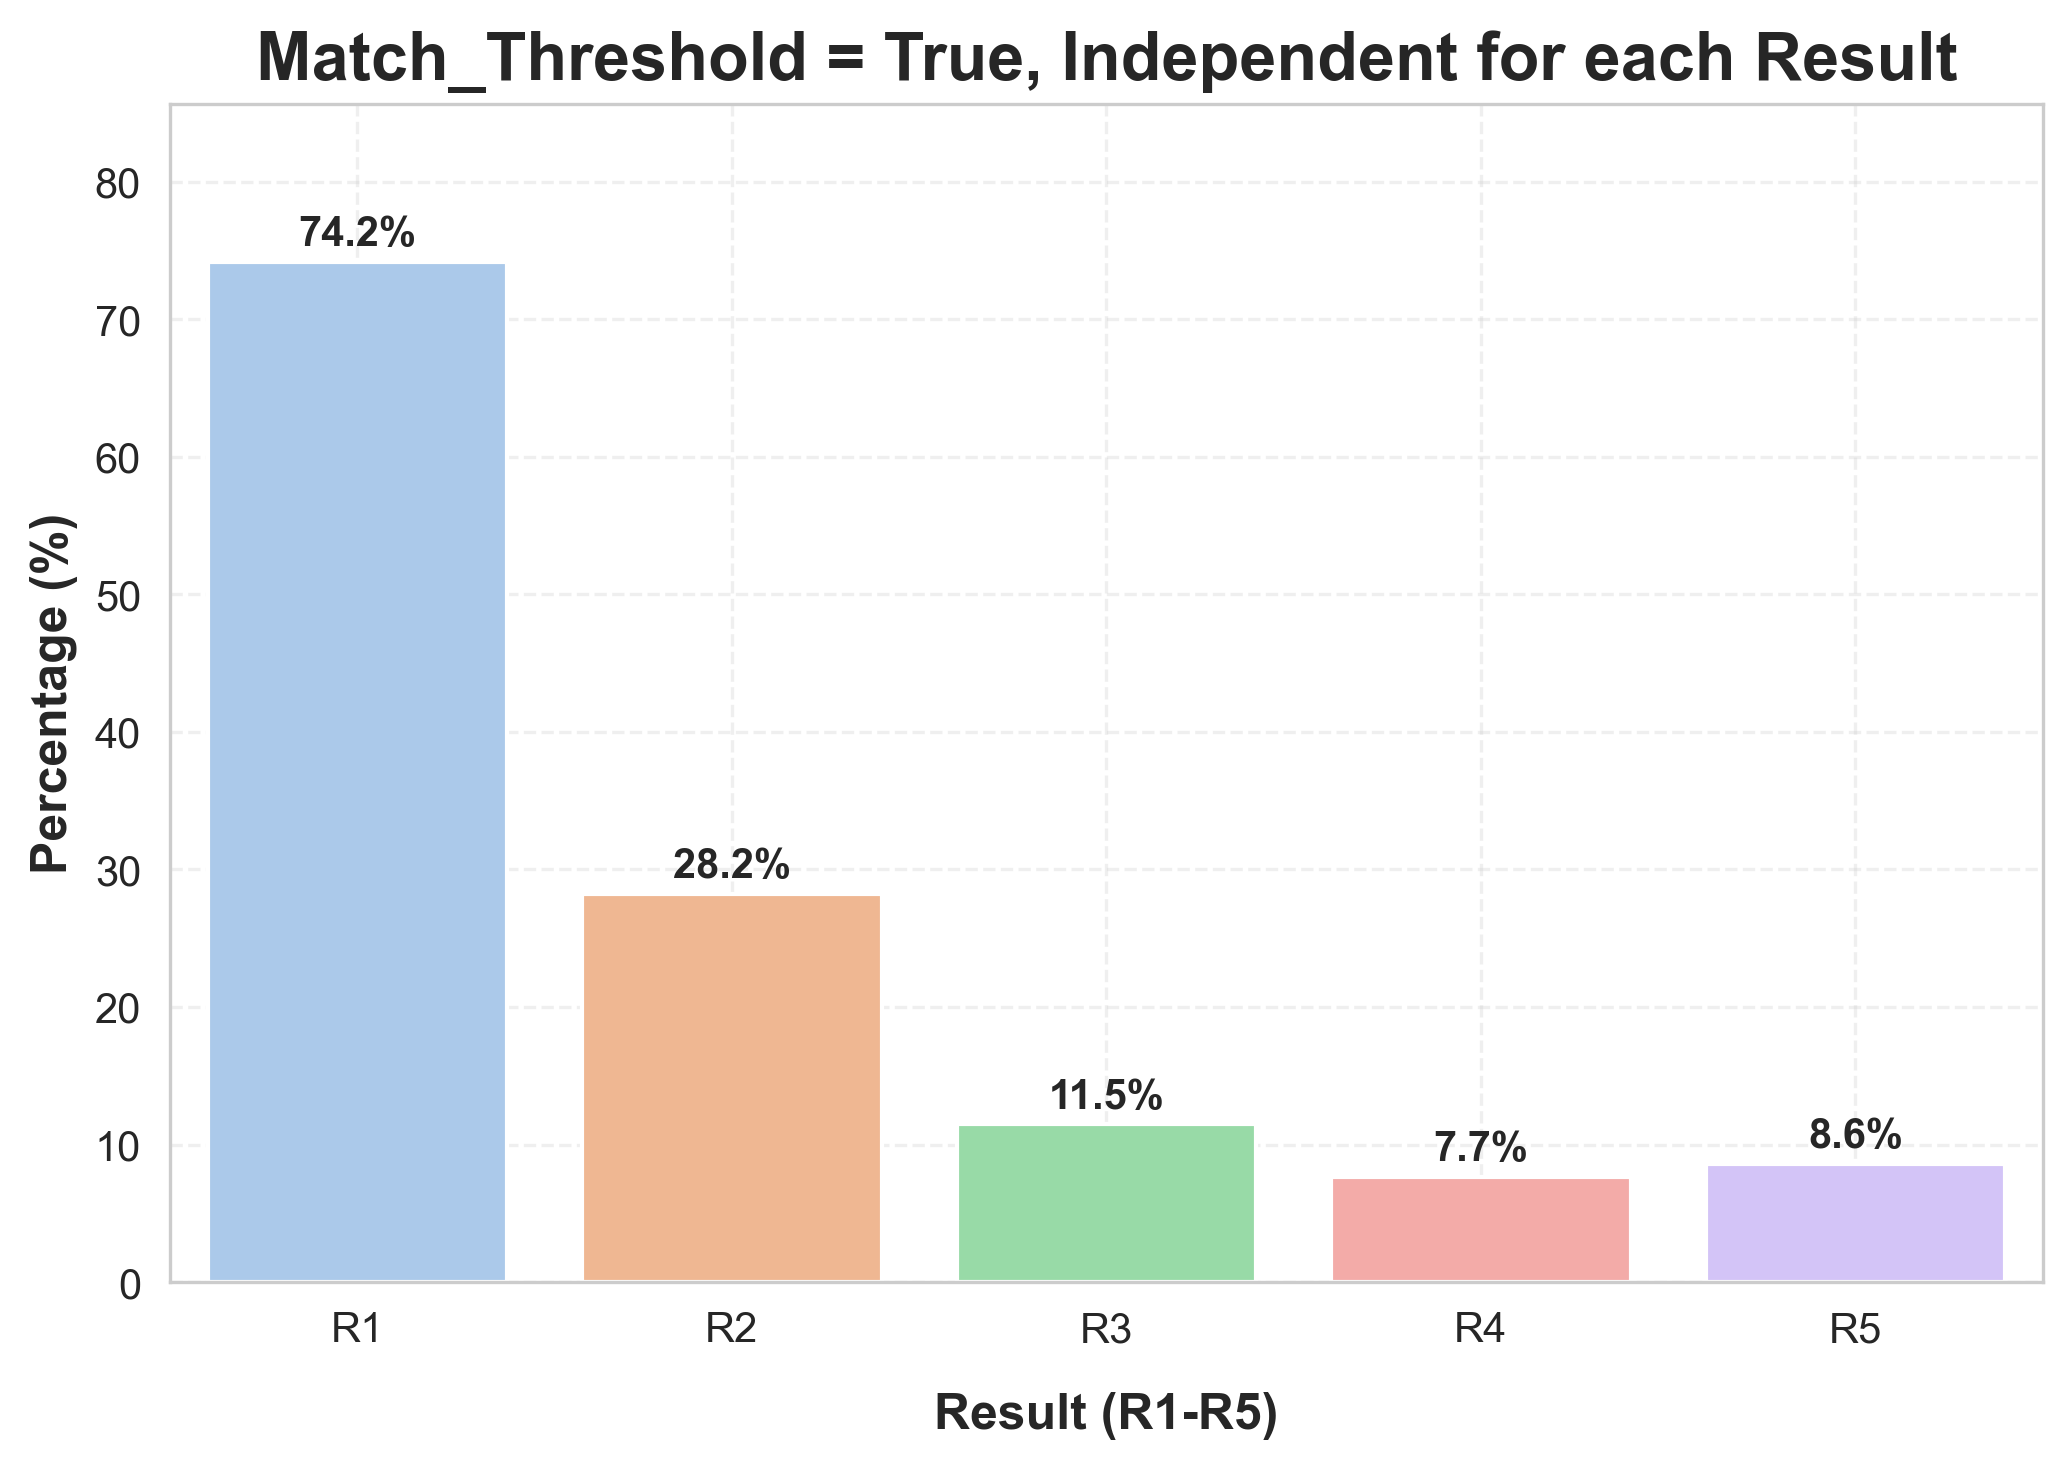 Match_Threshold = True, Independent for each Result
Percentage (%)
80
70
60
50
40
30
20
10
0
74.2%
28.2%
11.5%
7.7%
8.6%
R1
R2
R3
R4
R5
Result (R1-R5)